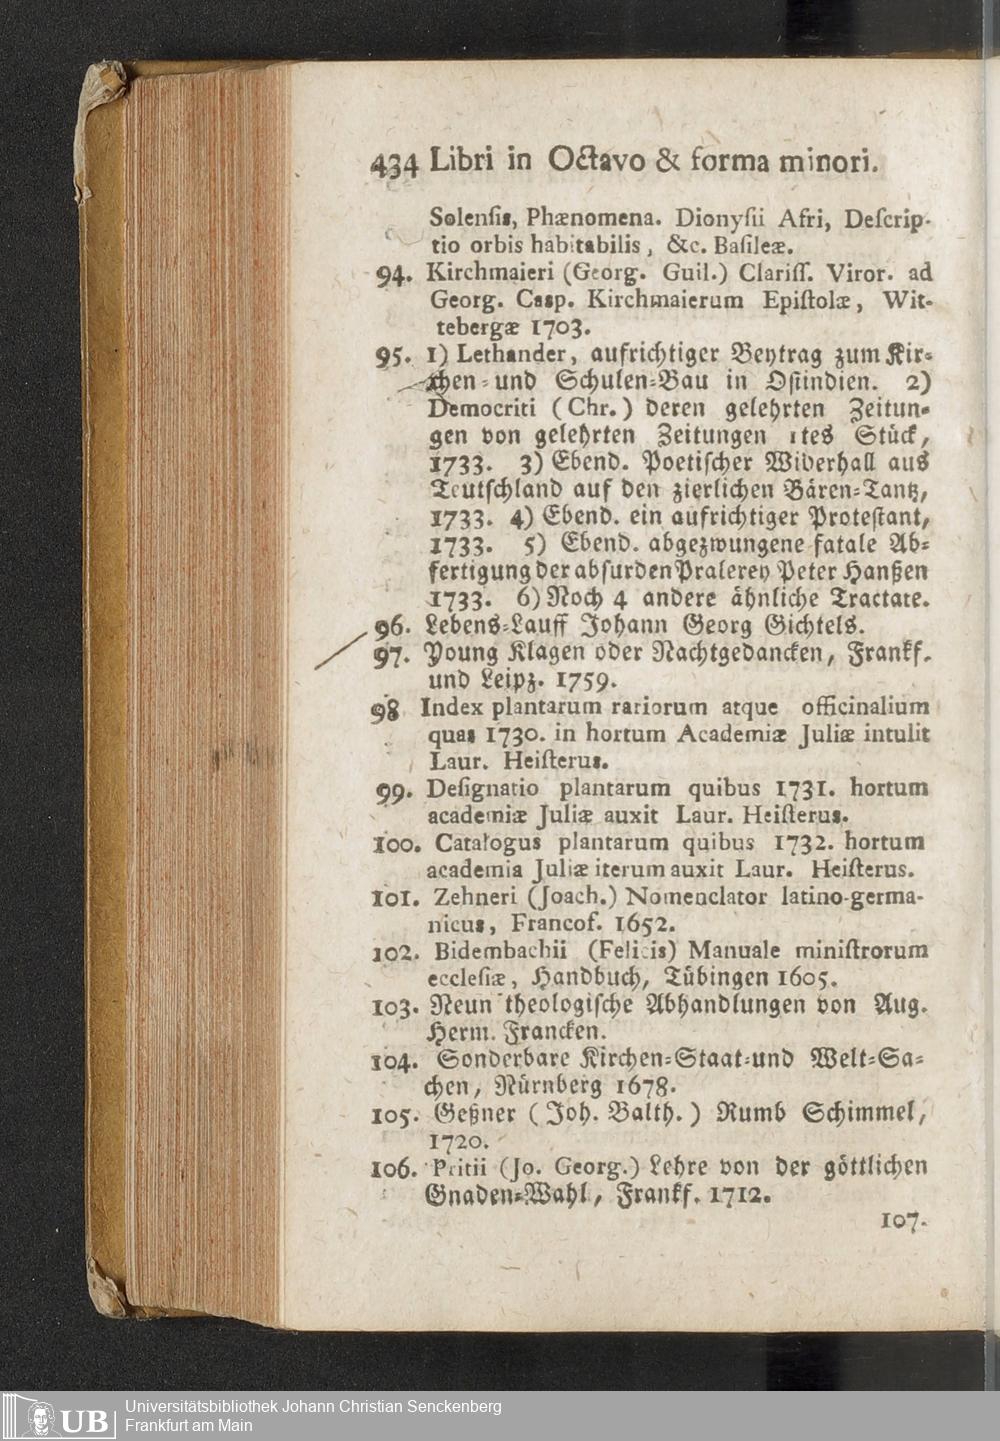 434 Libri in Octavo & forma minori.
Solensis, Phænomena. Dionysii Afri, Descrip-
tio orbis habitabilis, &c. Basileæ.
94. Kirchmaieri (Georg. Guil.) Clariss. Viror. ad
Georg. Casp. Kirchmaierum Epistolæ, Wit-
tebergæ 1703.
95. 1) Lethander, aufrichtiger Beytrag zum Kir-
chen- und Schulen-Bau in Ostindien. 2)
Democriti (Chr.) deren gelehrten Zeitun-
gen von gelehrten Zeitungen 1tes Stück,
1733. 3) Ebend. Poetischer Widerhall aus
Teutschland auf den zierlichen Bären-Tantz,
1733. 4) Ebend. ein aufrichtiger Protestant,
1733. 5) Ebend. abgezwungene fatale Ab-
fertigung der absurden Pralerey Peter Hanßen
1733. 6) Noch 4 andere ähnliche Tractate.
96. Lebens-Lauff Johann Georg Gichtels.
97. Young Klagen oder Nachtgedancken, Frankf.
und Leipz. 1759.
98 Index plantarum rariorum atque officinalium
quas 1730. in hortum Academiæ Juliæ intulit
Laur. Heisterus.
99. Designatio plantarum quibus 1731. hortum
academiæ Juliæ auxit Laur. Heisterus.
100. Catalogus plantarum quibus 1732. hortum
academia Juliæ iterum auxit Laur. Heisterus.
101. Zehneri (Joach.) Nomenclator latino-germa-
nicus, Francof. 1652.
102. Bidembachii (Felicis) Manuale ministrorum
ecclesiæ, Handbuch, Tübingen 1605.
103. Neun theologische Abhandlungen von Aug.
Herm. Francken.
104. Sonderbare Kirchen-Staat-und Welt-Sa-
chen, Nürnberg 1678.
105. Geßner (Joh. Balth.) Rumb Schimmel,
1720.
106. Pritii (Jo. Georg.) Lehre von der göttlichen
Gnaden-Wahl, Frankf. 1712.
107.
UB Universitätsbibliothek Johann Christian Senckenberg
Frankfurt am Main